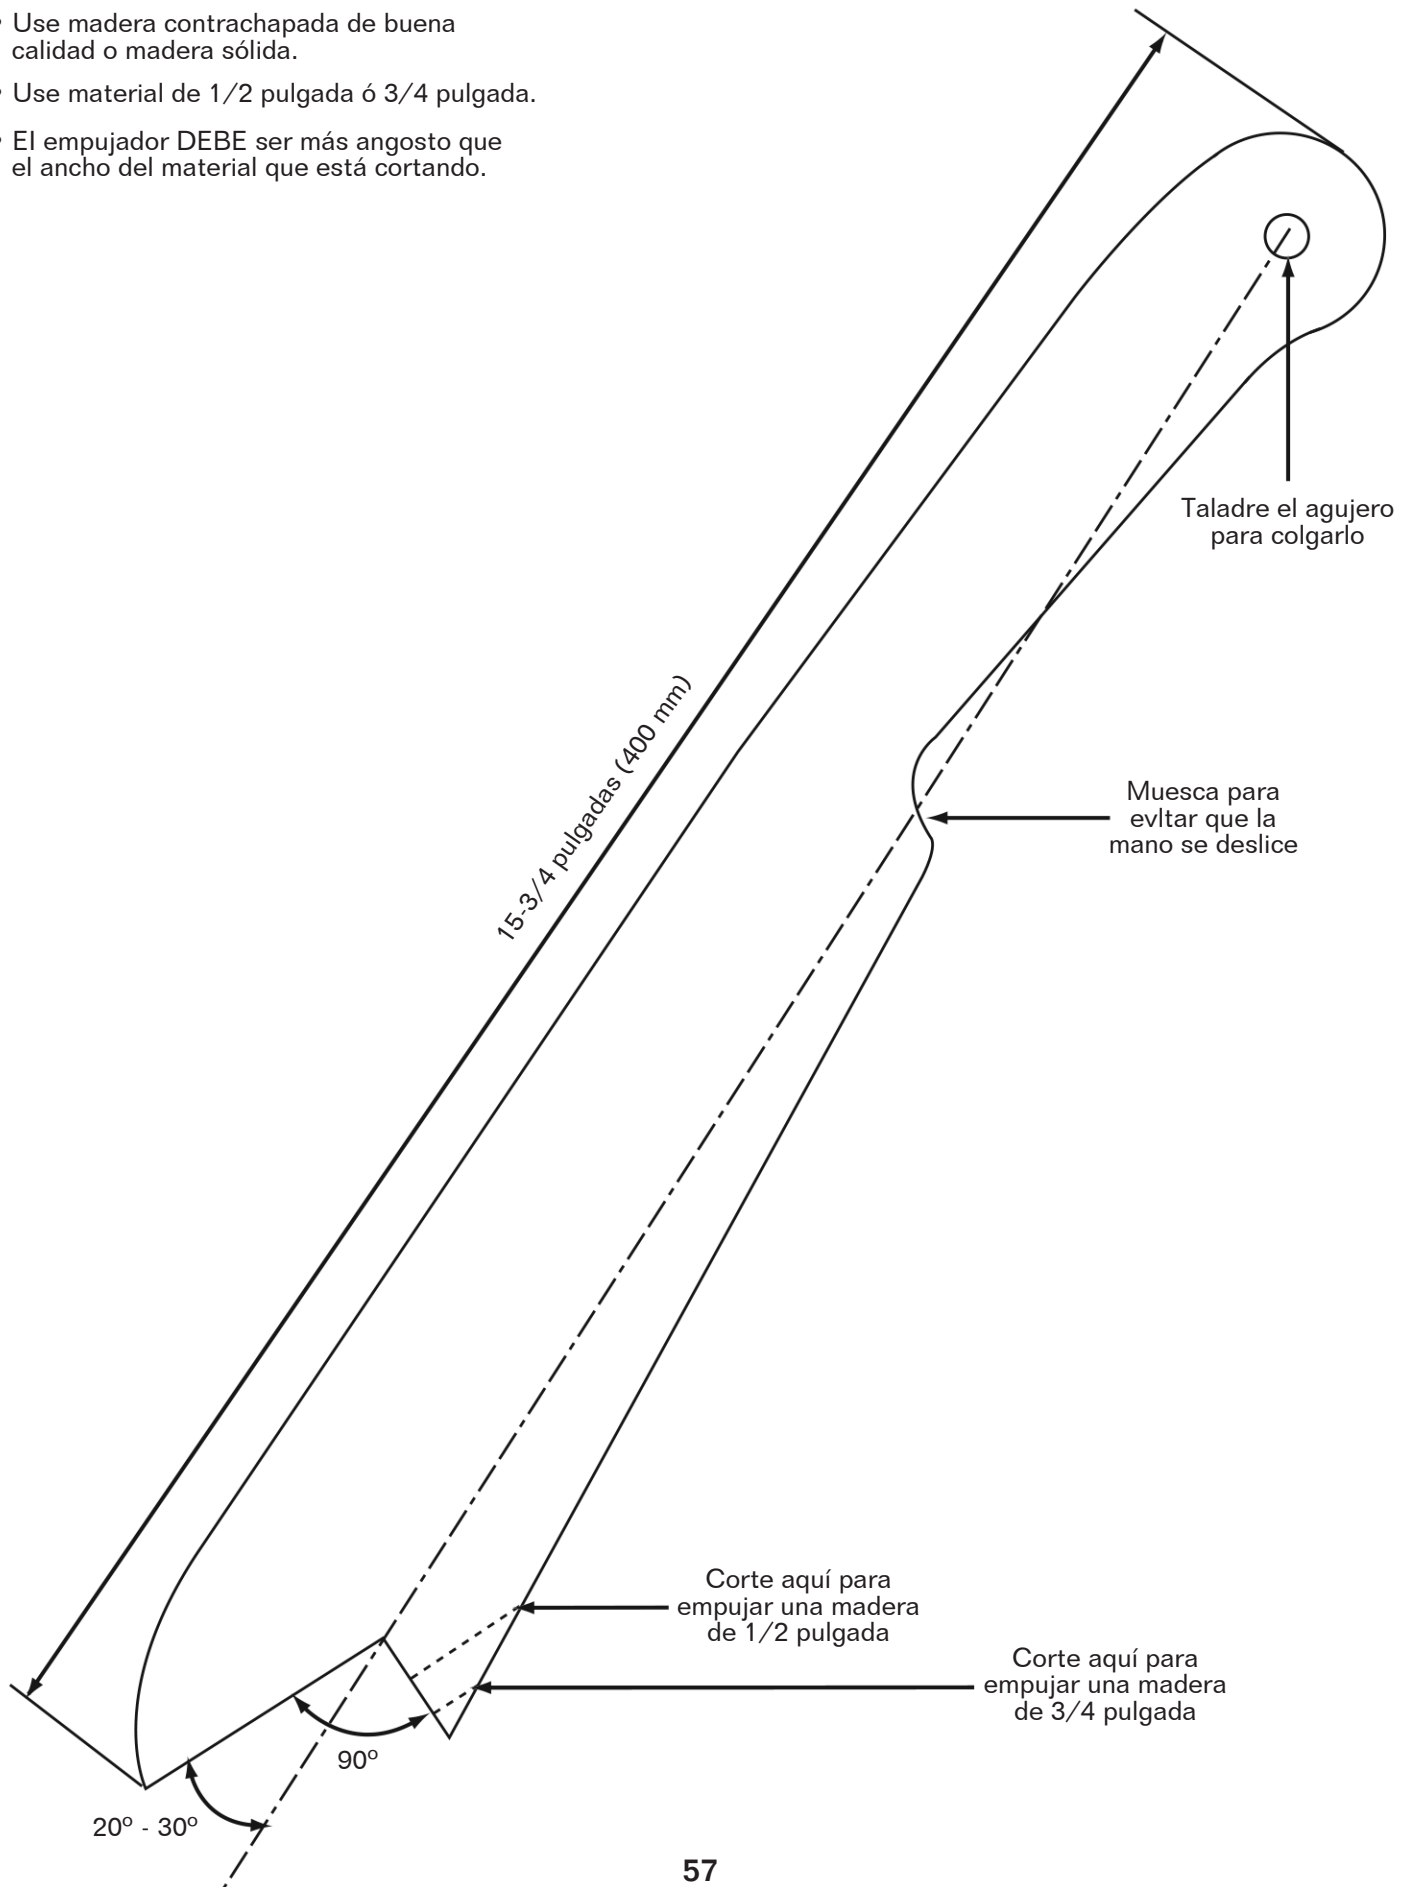 • Use madera contrachapada de buena
calidad o madera sólida.
• Use material de 1/2 pulgada ó 3/4 pulgada.
• El empujador DEBE ser más angosto que
el ancho del material que está cortando.
Taladre el agujero
para colgarlo
15-3/4 pulgadas (400 mm)
Muesca para
evltar que la
mano se deslice
Corte aquí para
empujar una madera
de 1/2 pulgada
Corte aquí para
empujar una madera
de 3/4 pulgada
90º
20º - 30º
57